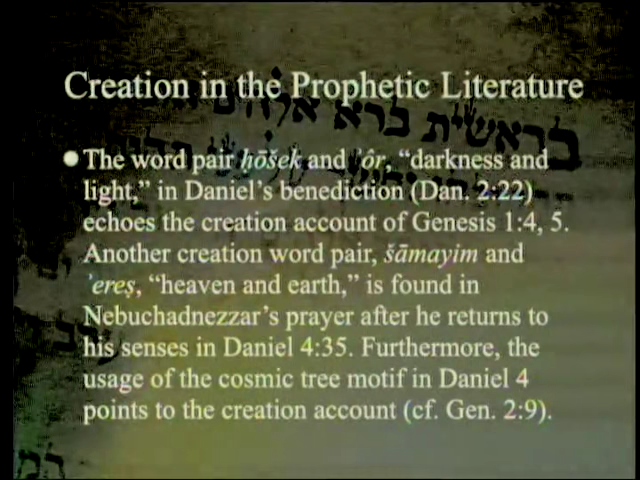 Creation in the Prophetic Literature
בראשית ברא אלהים
The word pair ḥōšek and ʾôr, “darkness and
light,” in Daniel’s benediction (Dan. 2:22)
echoes the creation account of Genesis 1:4, 5.
Another creation word pair, šāmayim and
ʾereṣ, “heaven and earth,” is found in
Nebuchadnezzar’s prayer after he returns to
his senses in Daniel 4:35. Furthermore, the
usage of the cosmic tree motif in Daniel 4
points to the creation account (cf. Gen. 2:9).